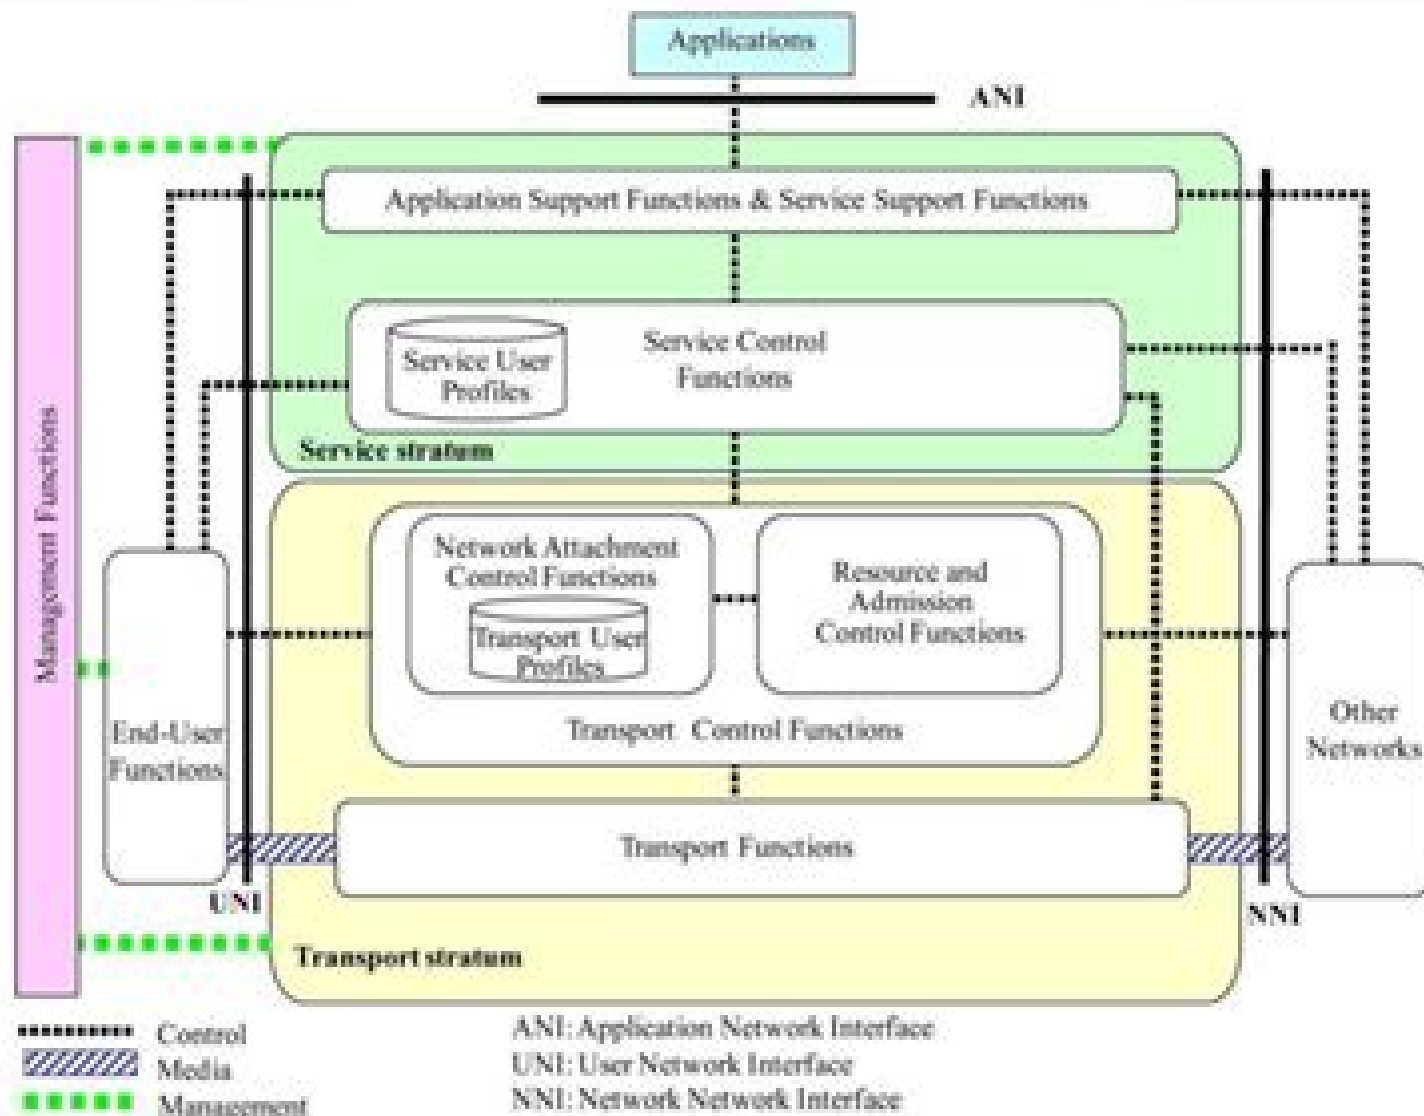 Applications
ANI
Application Support Functions & Service Support Functions
Service User
Profiles
Service Control
Functions
Service stratum
Management Functions
Network Attachment
Control Functions
Transport User
Profiles
Resource and
Admission
Control Functions
Transport Control Functions
End-User
Functions
Other
Networks
Transport Functions
UNI
NNI
Transport stratum
Control
Media
Management
ANI: Application Network Interface
UNI: User Network Interface
NNI: Network Network Interface